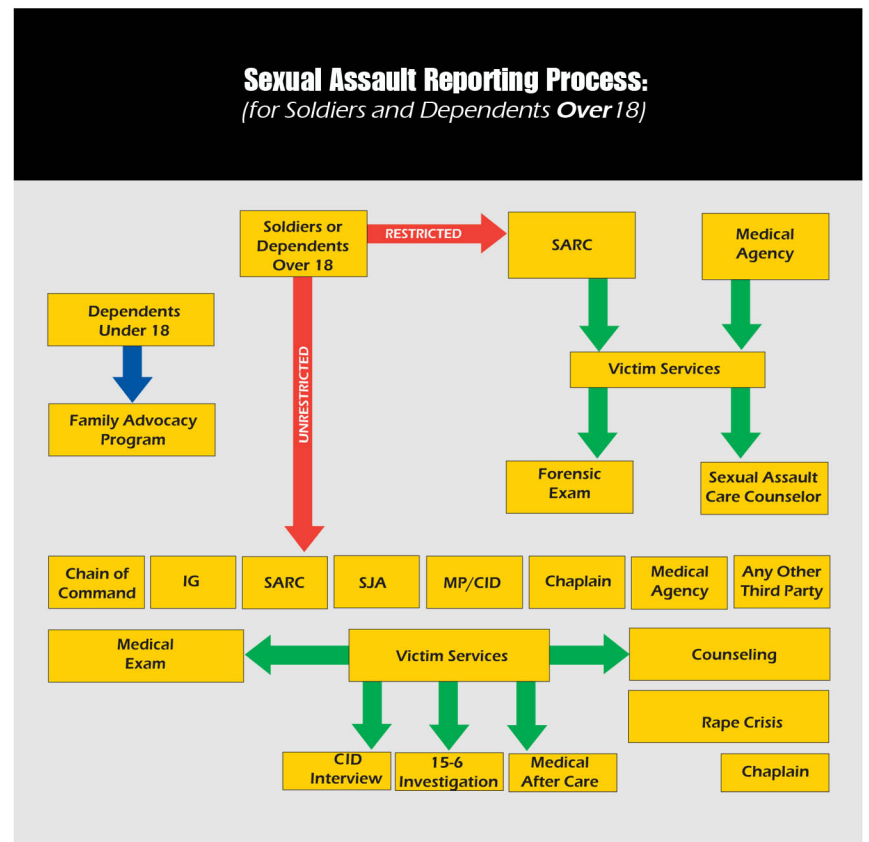 Sexual Assault Reporting Process:
(for Soldiers and Dependents Over 18)
Soldiers or
Dependents
Over 18
RESTRICTED
SARC
Medical
Agency
Dependents
Under 18
Victim Services
UNRESTRICTED
Family Advocacy
Program
Forensic
Exam
Sexual Assault
Care Counselor
Chain of
Command
IG
SARC
SJA
MP/CID
Chaplain
Medical
Agency
Any Other
Third Party
Medical
Exam
Victim Services
Counseling
Rape Crisis
CID
Interview
15-6
Investigation
Medical
After Care
Chaplain